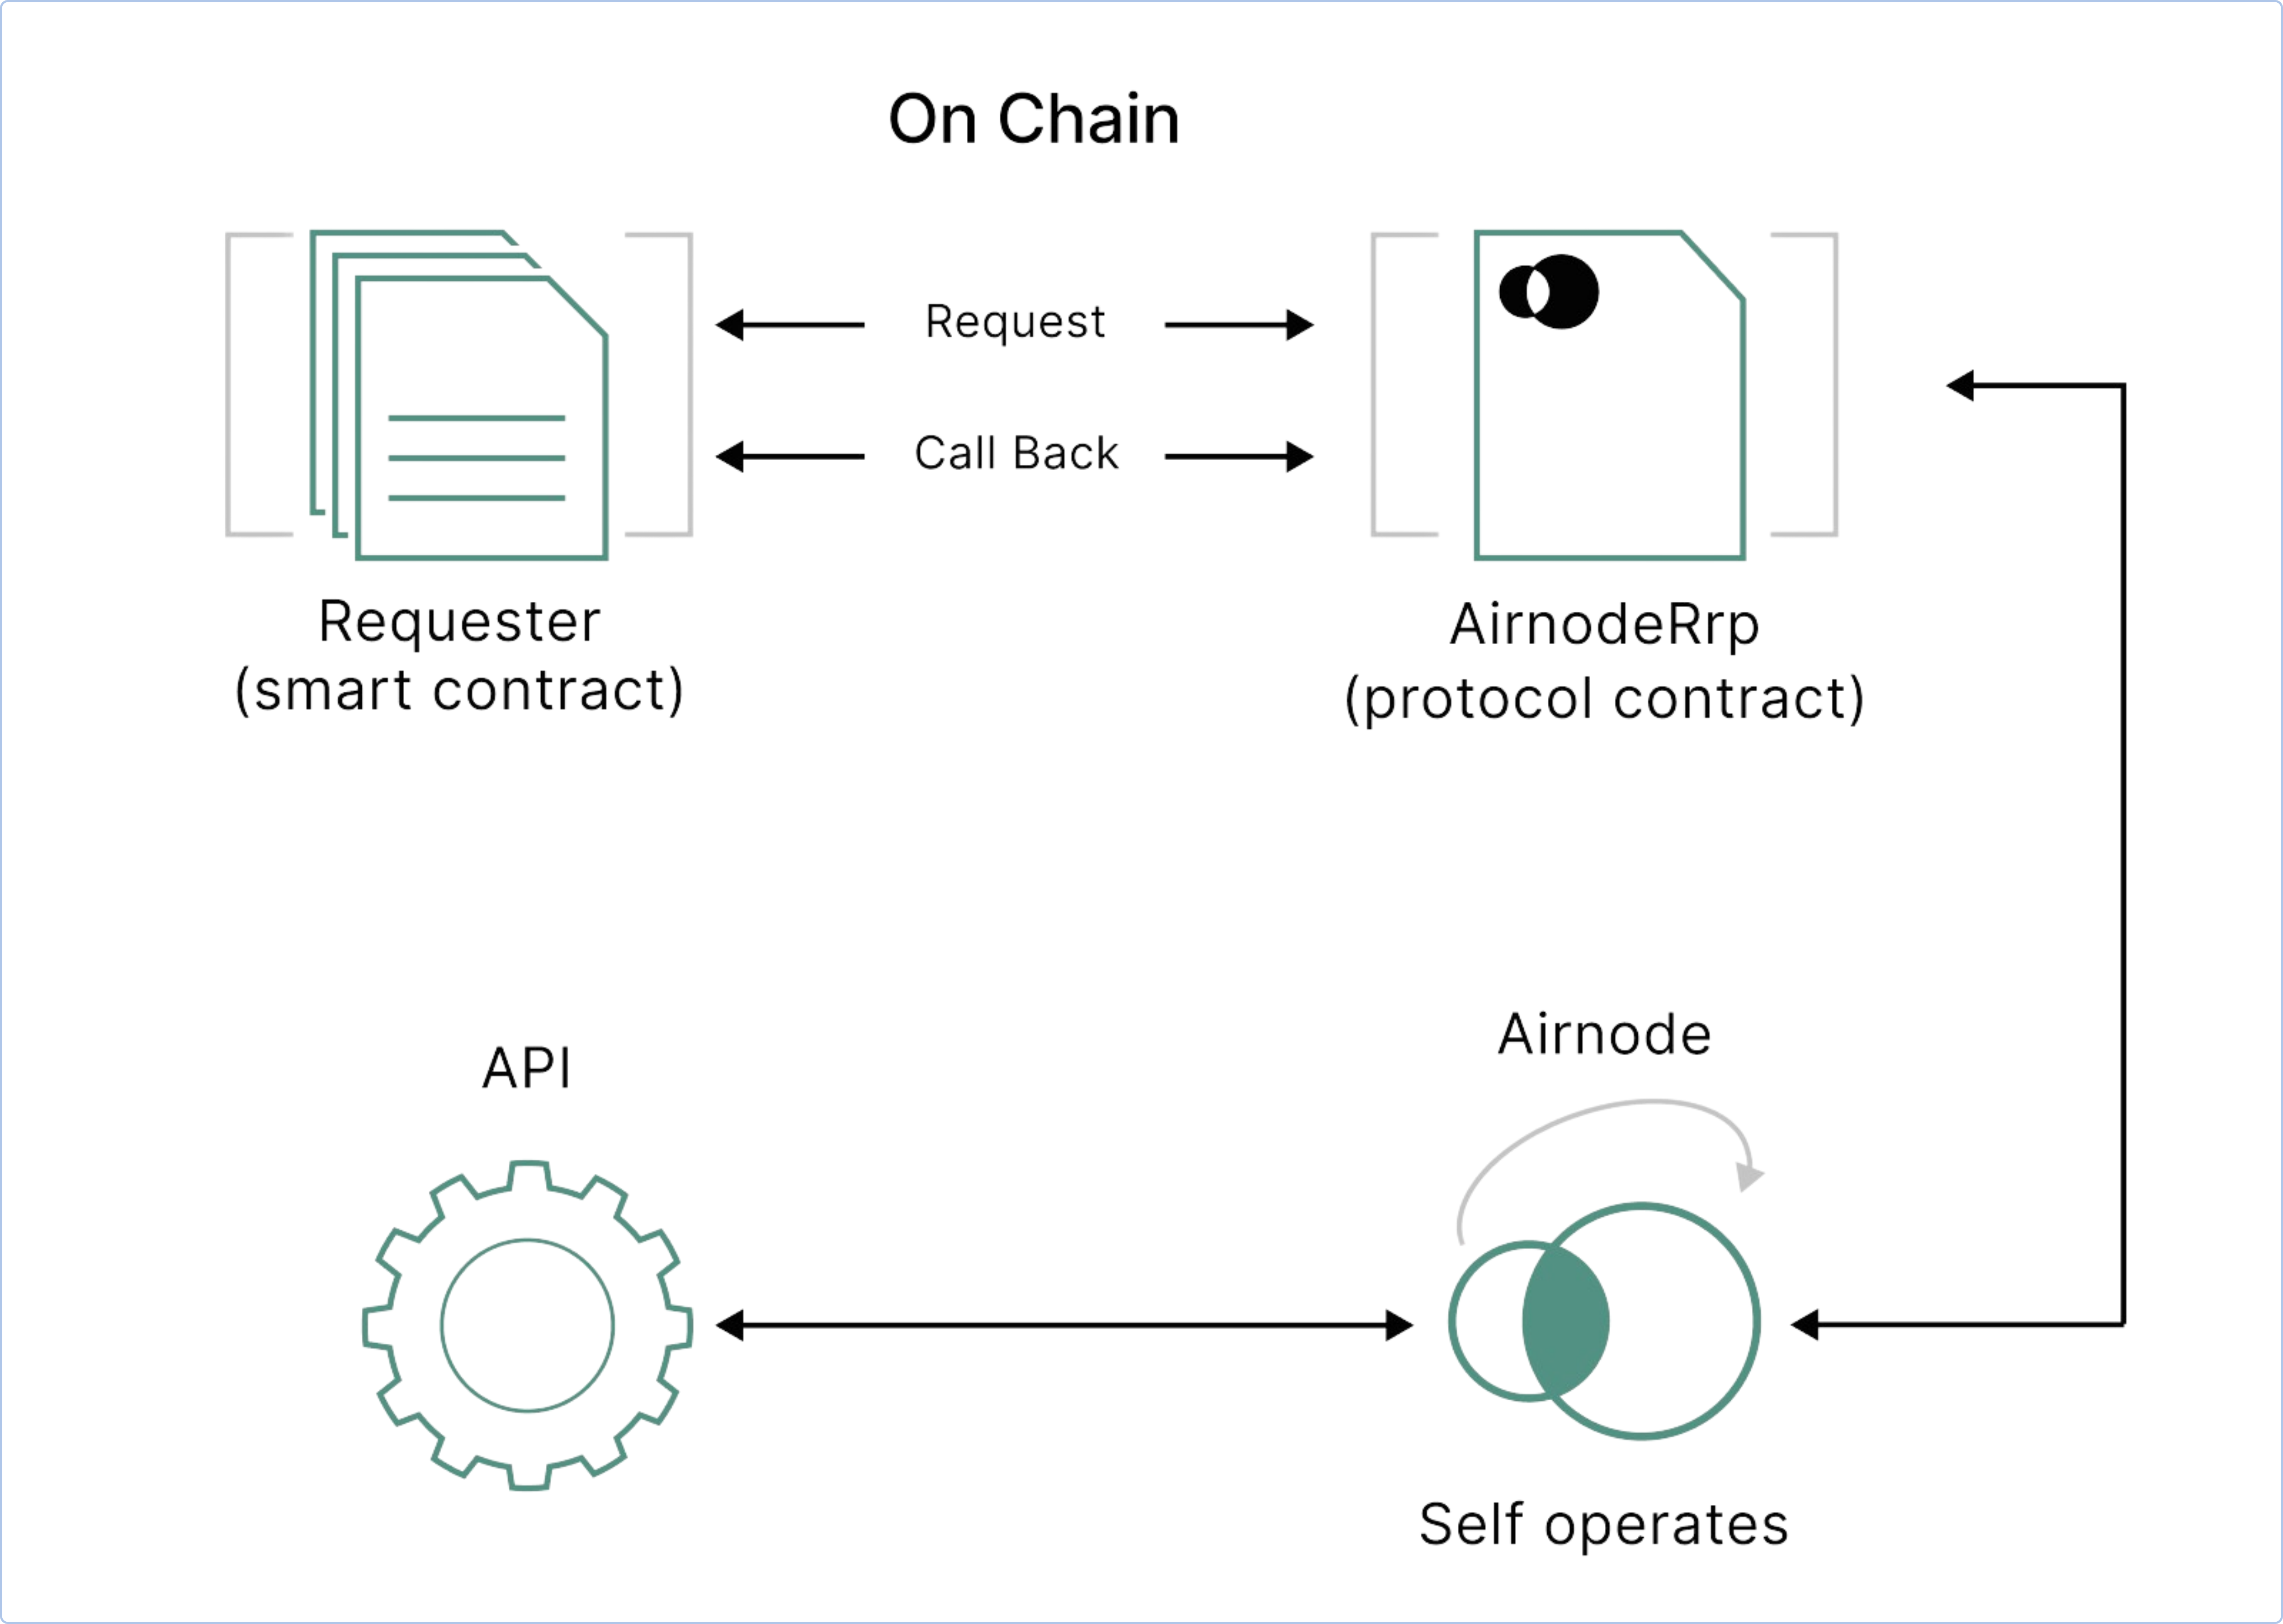 On Chain
Request
Call Back
Requester
(smart contract)
AirnodeRrp
(protocol contract)
API
Airnode
Self operates